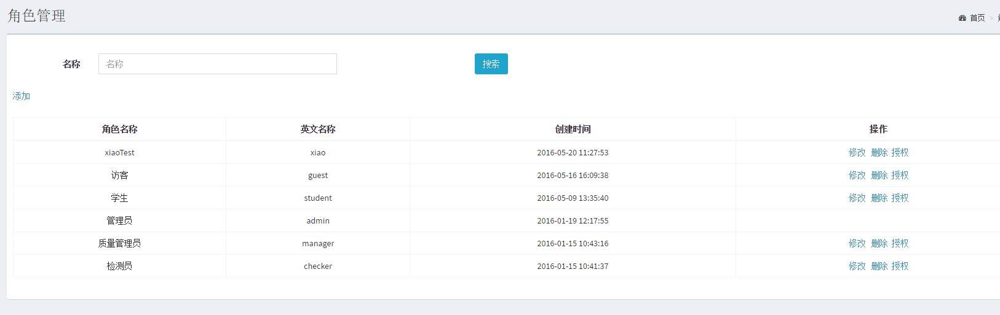 角色管理
首页 >
名称 名称 搜索
添加
角色名称 英文名称 创建时间 操作
xiaoTest xiao 2016-05-20 11:27:53 修改 删除 授权
访客 guest 2016-05-16 16:09:38 修改 删除 授权
学生 student 2016-05-09 13:35:40 修改 删除 授权
管理员 admin 2016-01-19 12:17:55
质量管理员 manager 2016-01-15 10:43:16 修改 删除 授权
检测员 checker 2016-01-15 10:41:37 修改 删除 授权